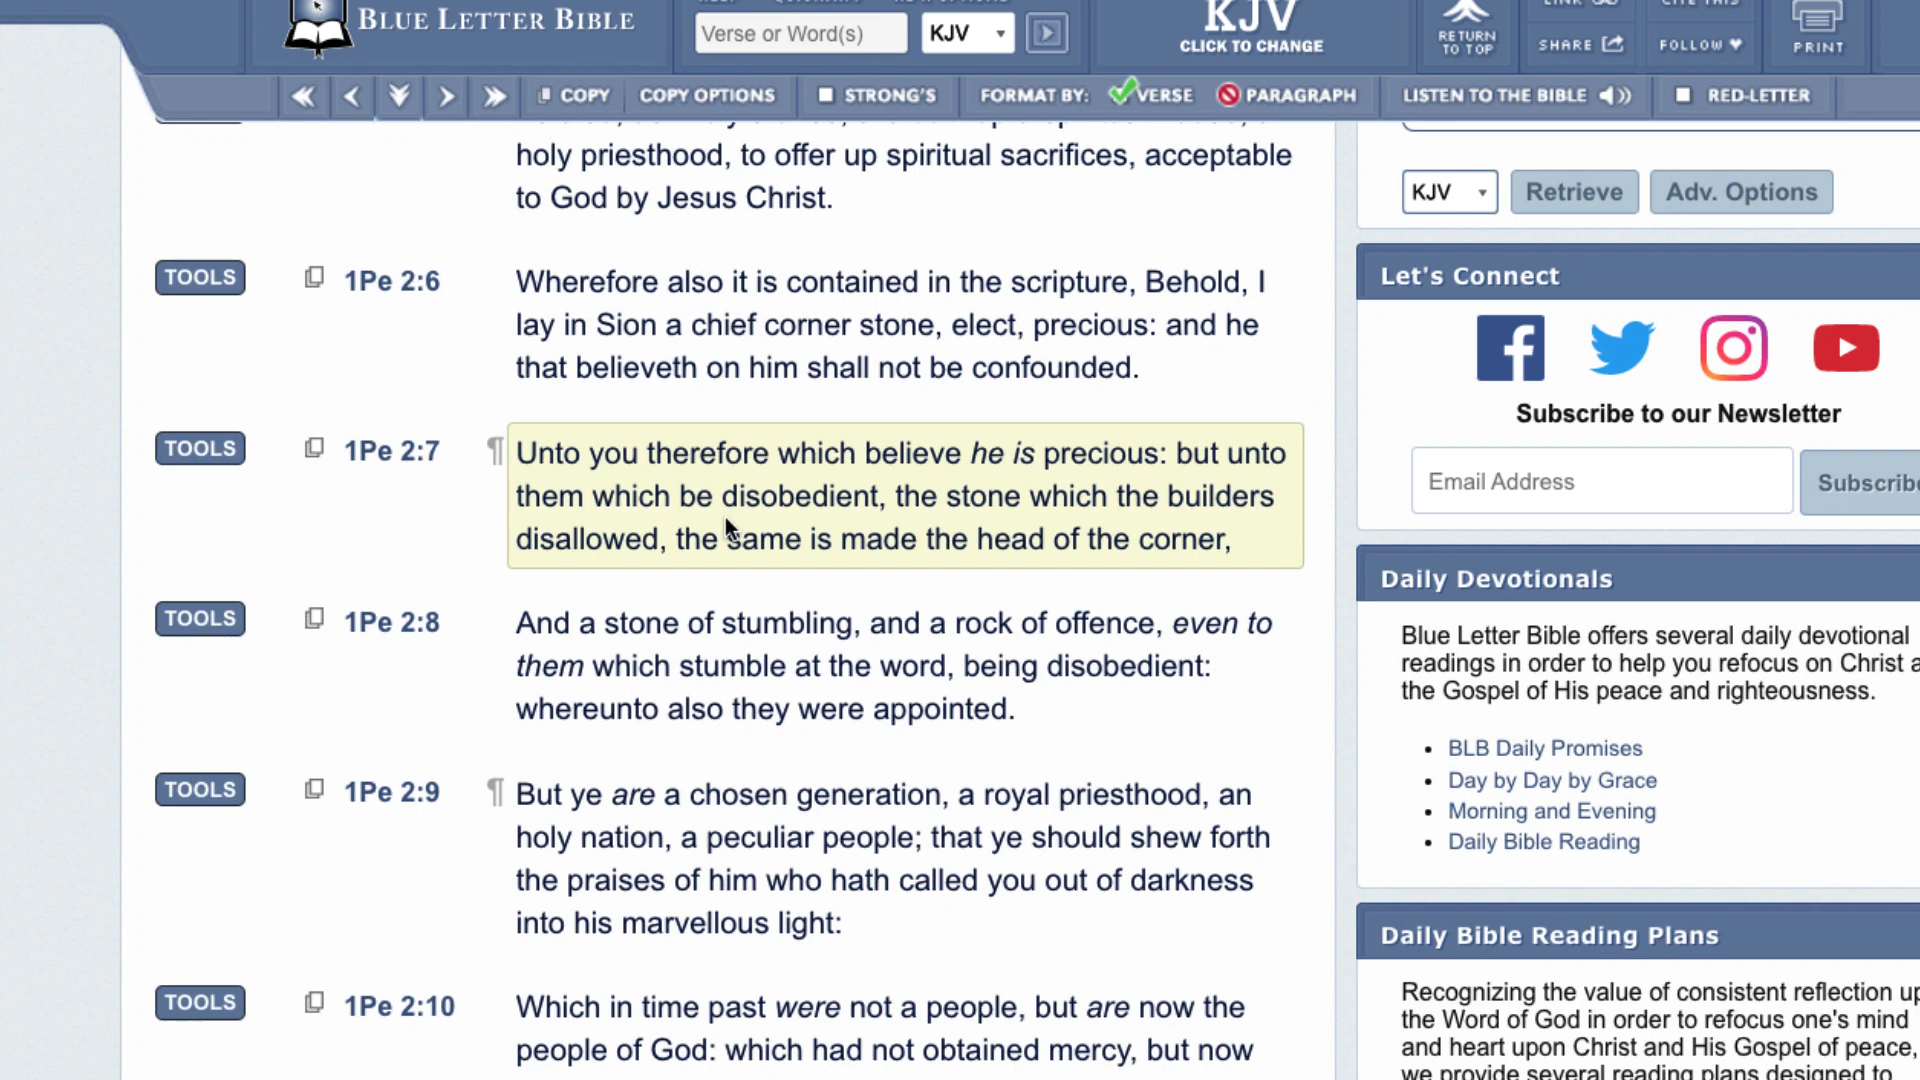 BLUE LETTER BIBLE
Verse or Word(s)
KJV
KJV
CLICK TO CHANGE
RETURN
TO TOP
LINK
CITE THIS
SHARE
FOLLOW
PRINT
COPY
COPY OPTIONS
STRONG'S
FORMAT BY:
VERSE
PARAGRAPH
LISTEN TO THE BIBLE
RED-LETTER
holy priesthood, to offer up spiritual sacrifices, acceptable
to God by Jesus Christ.
TOOLS
1Pe 2:6
Wherefore also it is contained in the scripture, Behold, I
lay in Sion a chief corner stone, elect, precious: and he
that believeth on him shall not be confounded.
TOOLS
1Pe 2:7
¶ Unto you therefore which believe he is precious: but unto
them which be disobedient, the stone which the builders
disallowed, the same is made the head of the corner,
TOOLS
1Pe 2:8
And a stone of stumbling, and a rock of offence, even to
them which stumble at the word, being disobedient:
whereunto also they were appointed.
TOOLS
1Pe 2:9
¶ But ye are a chosen generation, a royal priesthood, an
holy nation, a peculiar people; that ye should shew forth
the praises of him who hath called you out of darkness
into his marvellous light:
TOOLS
1Pe 2:10
Which in time past were not a people, but are now the
people of God: which had not obtained mercy, but now
KJV
Retrieve
Adv. Options
Let's Connect
Subscribe to our Newsletter
Email Address
Subscribe
Daily Devotionals
Blue Letter Bible offers several daily devotional
readings in order to help you refocus on Christ a
the Gospel of His peace and righteousness.
• BLB Daily Promises
• Day by Day by Grace
• Morning and Evening
• Daily Bible Reading
Daily Bible Reading Plans
Recognizing the value of consistent reflection up
the Word of God in order to refocus one's mind
and heart upon Christ and His Gospel of peace,
we provide several reading plans designed to